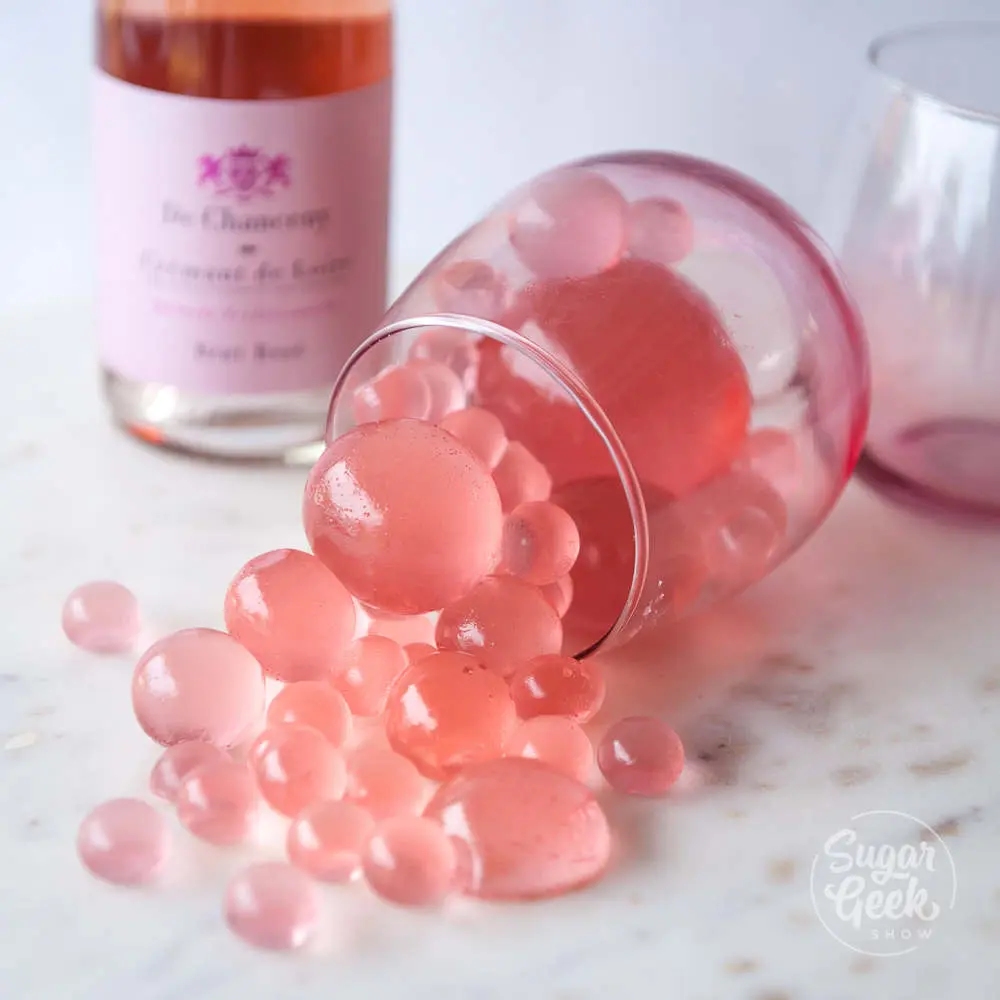 De Chanceny
Crémant de Loire
Brut Rosé
Sugar
Geek
SHOW